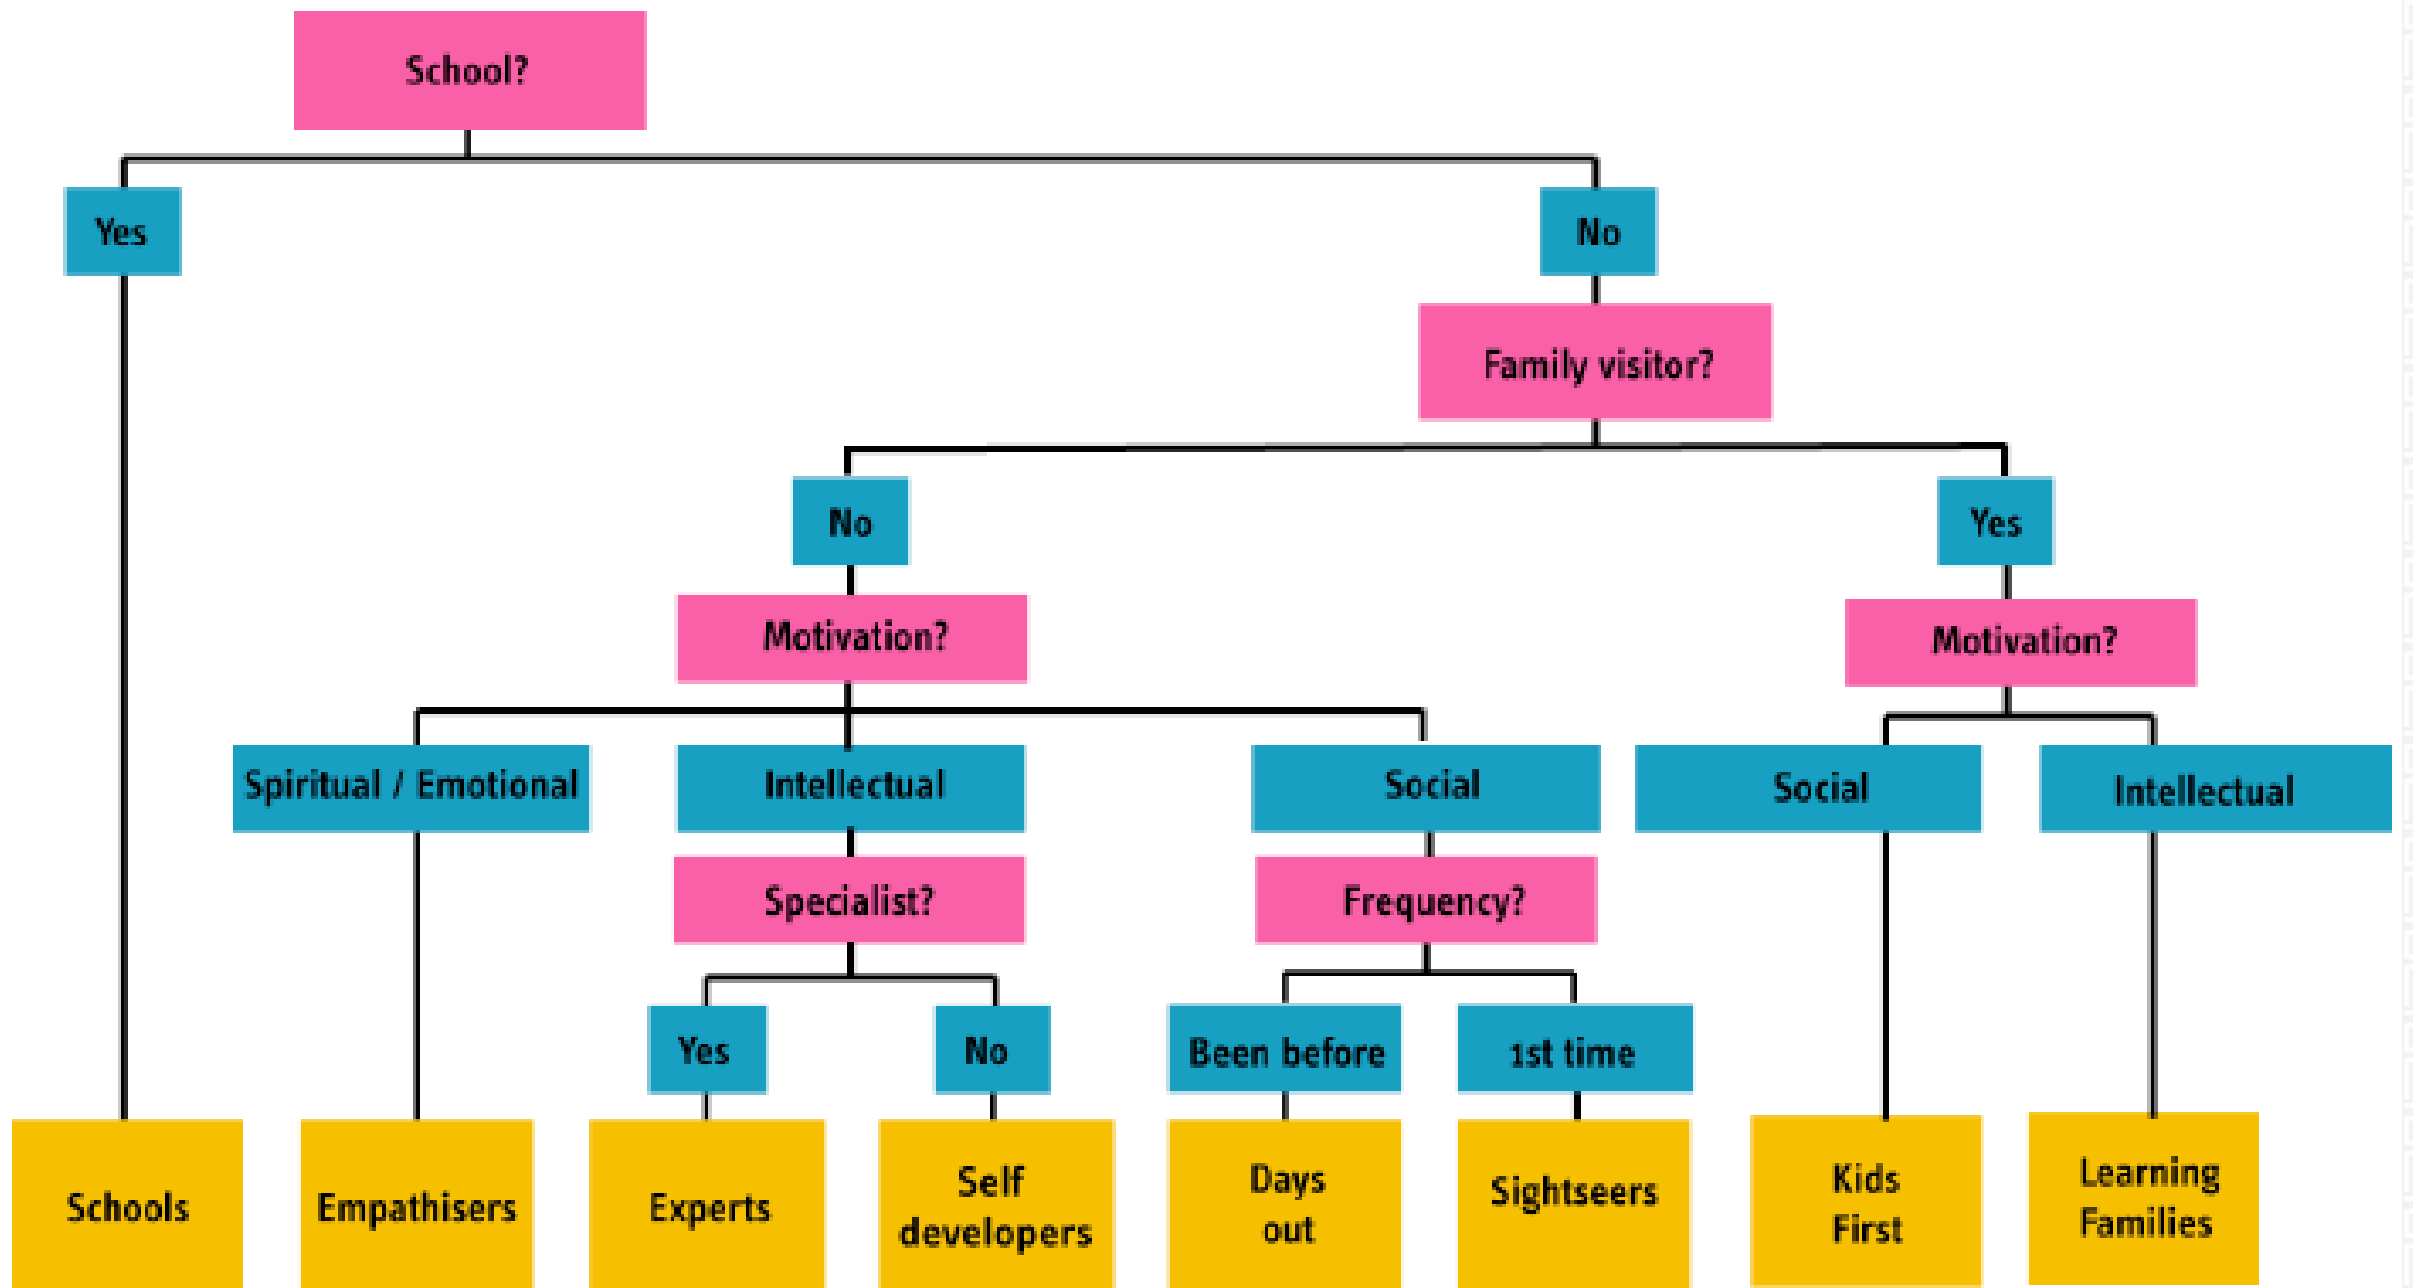 School?
Yes
No
Family visitor?
No
Yes
Motivation?
Motivation?
Spiritual / Emotional
Intellectual
Social
Social
Intellectual
Specialist?
Frequency?
Yes
No
Been before
1st time
Schools
Empathisers
Experts
Self
developers
Days
out
Sightseers
Kids
First
Learning
Families